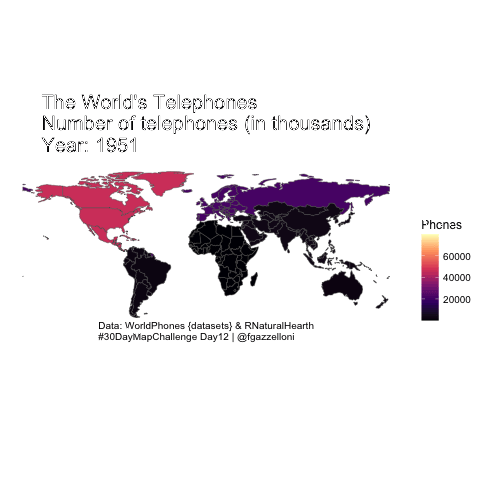 The World's Telephones
Number of telephones (in thousands)
Year: 1951
Phones
60000
40000
20000
Data: WorldPhones {datasets} & RNaturalHearth
#30DayMapChallenge Day12 | @fgazzelloni